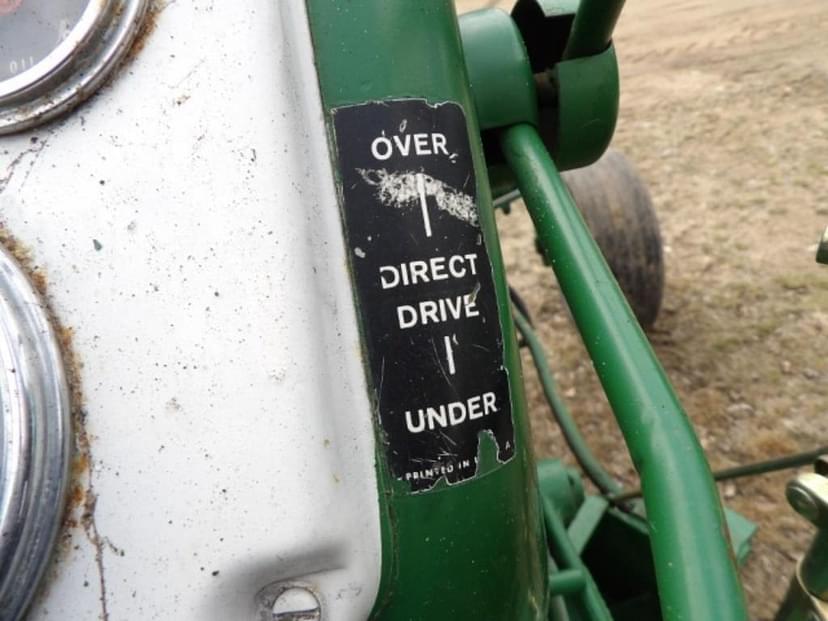 OVER
DIRECT
DRIVE
UNDER
PRINTED IN